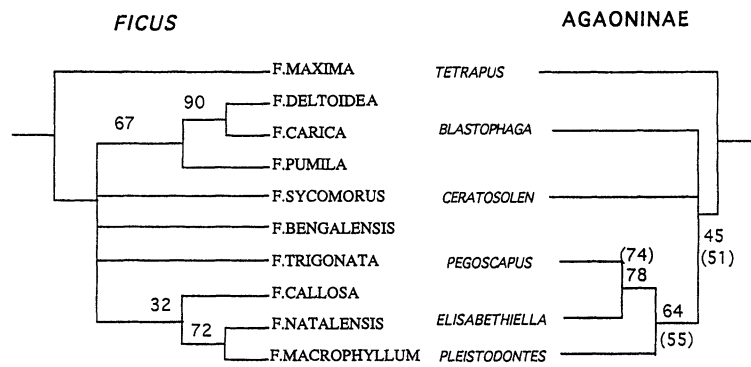 FICUS AGAONINAE
F.MAXIMA TETRAPUS
90 F.DELTOIDEA
67 F.CARICA BLASTOPHAGA
F.PUMILA
F.SYCOMORUS CERATOSOLEN
F.BENGALENSIS 45
F.TRIGONATA PEGOSCAPUS (74) (51)
78
32 F.CALLOSA
72 F.NATALENSIS ELISABETHIELLA 64
F.MACROPHYLLUM PLEISTODONTES (55)